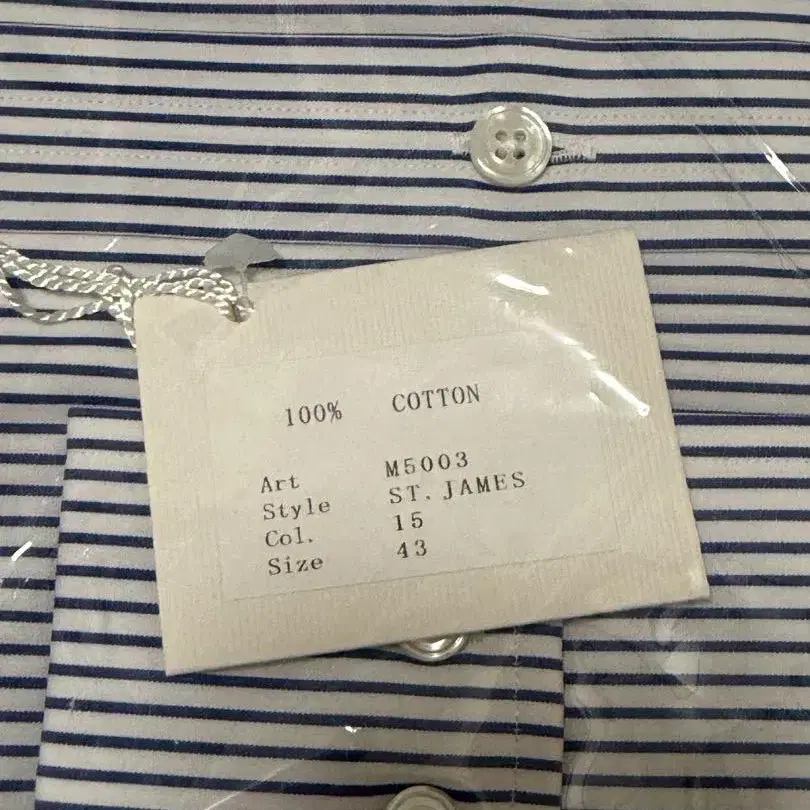 100% COTTON
Art M5003
Style ST. JAMES
Col. 15
Size 43